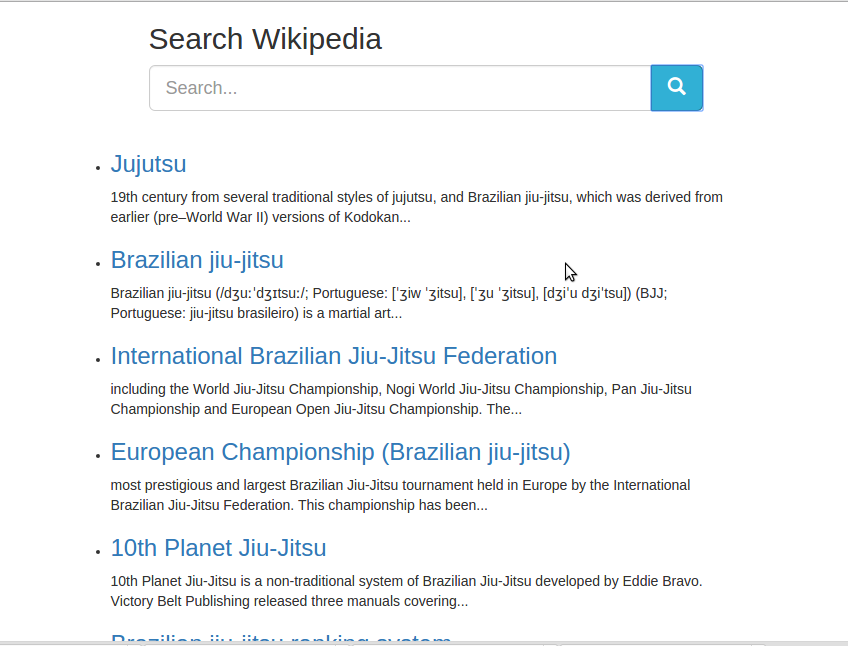 Search Wikipedia
Search...
Jujutsu
19th century from several traditional styles of jujutsu, and Brazilian jiu-jitsu, which was derived from
earlier (pre–World War II) versions of Kodokan...
Brazilian jiu-jitsu
Brazilian jiu-jitsu (/dʒuːˈdʒɪtsuː/; Portuguese: [ˈʒiw ˈʒitsu], [ˈʒu ˈʒitsu], [dʒiˈu dʒiˈtsu]) (BJJ;
Portuguese: jiu-jitsu brasileiro) is a martial art...
International Brazilian Jiu-Jitsu Federation
including the World Jiu-Jitsu Championship, Nogi World Jiu-Jitsu Championship, Pan Jiu-Jitsu
Championship and European Open Jiu-Jitsu Championship. The...
European Championship (Brazilian jiu-jitsu)
most prestigious and largest Brazilian Jiu-Jitsu tournament held in Europe by the International
Brazilian Jiu-Jitsu Federation. This championship has been...
10th Planet Jiu-Jitsu
10th Planet Jiu-Jitsu is a non-traditional system of Brazilian Jiu-Jitsu developed by Eddie Bravo.
Victory Belt Publishing released three manuals covering...
Brazilian jiu-jitsu ranking system